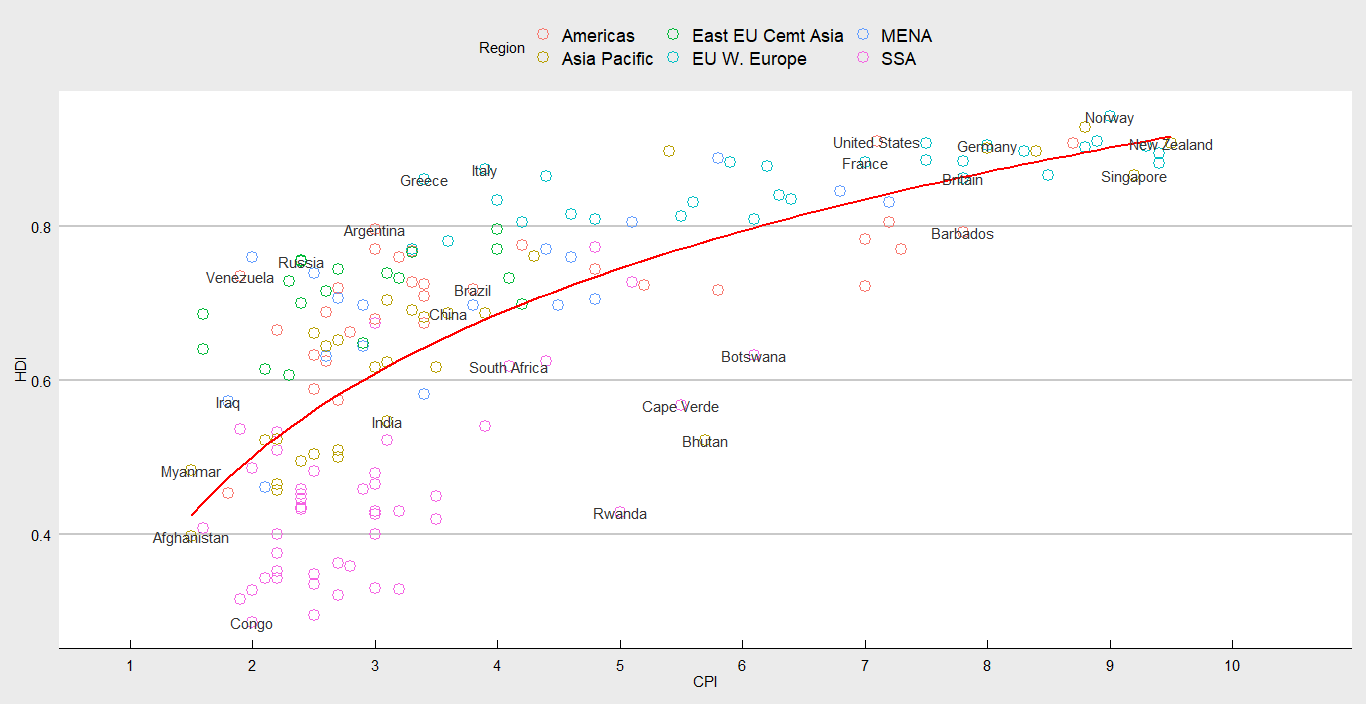 Region
Americas East EU Cemt Asia MENA
Asia Pacific EU W. Europe SSA
Norway
United States Germany New Zealand
Italy France
Greece Britain Singapore
Argentina Barbados
Russia
Venezuela
Brazil
China
Botswana
South Africa
Iraq Cape Verde
India
Bhutan
Myanmar
Rwanda
Afghanistan
Congo
HDI
0.8
0.6
0.4
1 2 3 4 5 6 7 8 9 10
CPI